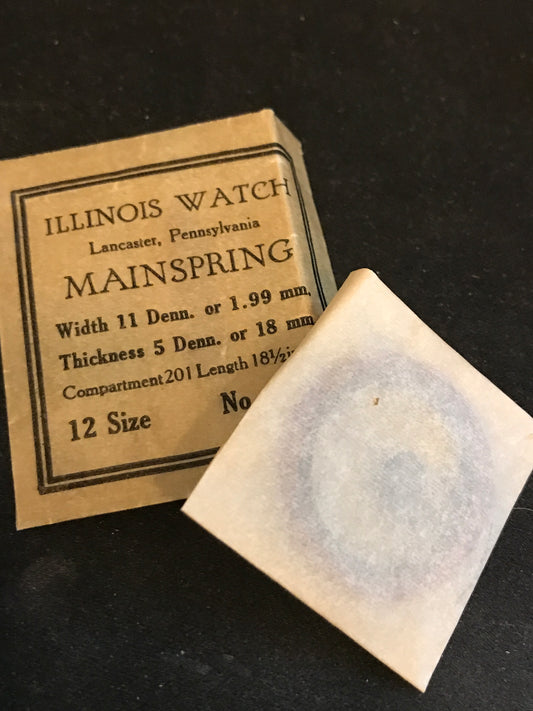 ILLINOIS WATCH
Lancaster, Pennsylvania
MAINSPRING
Width 11 Denn. or 1.99 mm.
Thickness 5 Denn. or 18 mm
Compartment 201 Length 18½
12 Size No